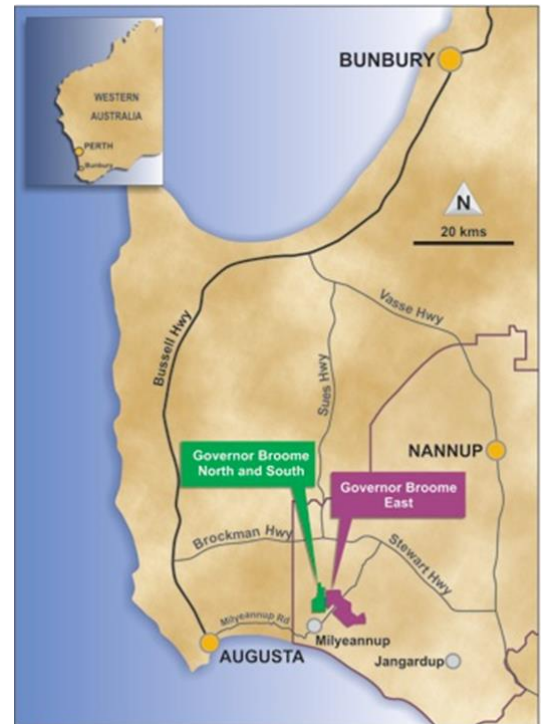 BUNBURY
WESTERN
AUSTRALIA
PERTH
Bunbury
N
20 kms
Vasse Hwy
Bussell Hwy
Sues Hwy
Governor Broome
North and South
NANNUP
Governor Broome
East
Brockman Hwy
Stewart Hwy
Milyeannup Rd
Milyeannup
AUGUSTA
Jangardup